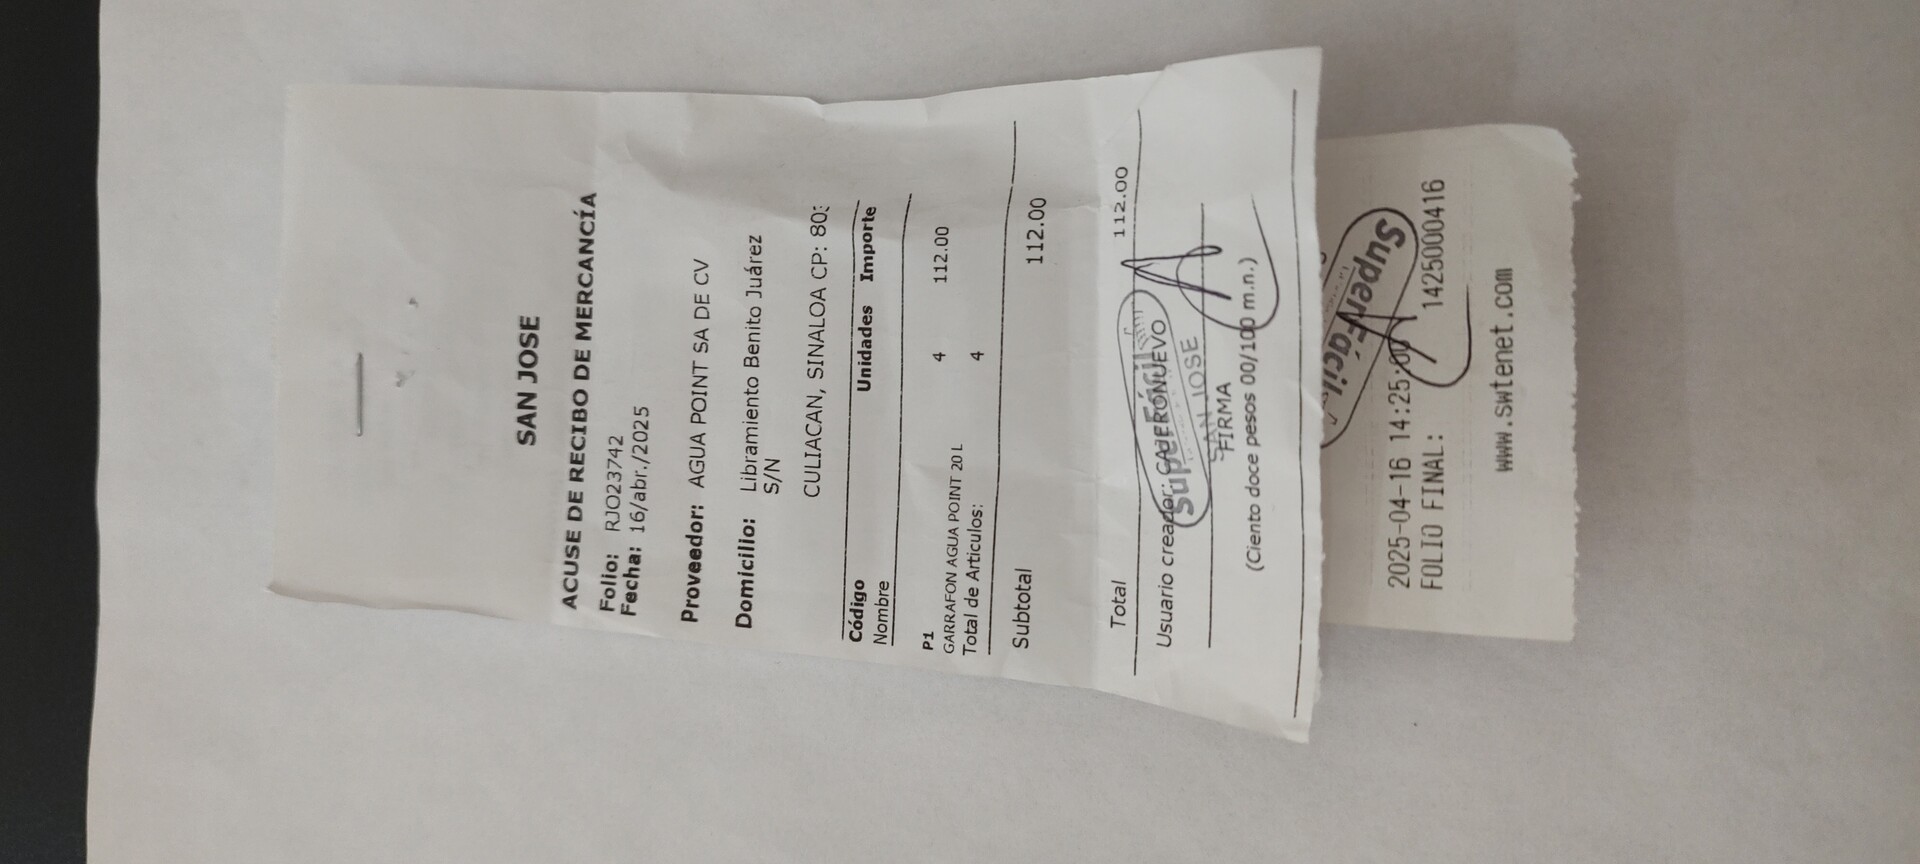 SAN JOSE
ACUSE DE RECIBO DE MERCANCÍA
Folio: RJO23742
Fecha: 16/abr./2025
Proveedor: AGUA POINT SA DE CV
Domicilio: Libramiento Benito Juárez
S/N
CULIACAN, SINALOA CP:
Código Unidades Importe
Nombre
P1 4 112.00
GARRAFON AGUA POINT 20 L
Total de Articulos: 4
Subtotal 112.00
Total 112.00
Usuario creador:
SuperFácil
SAN JOSE
FIRMA
(Ciento doce pesos 00/100 m.n.)
SuperFácil
2025-04-16 14:25:
FOLIO FINAL: 1425000416
www.swtenet.com